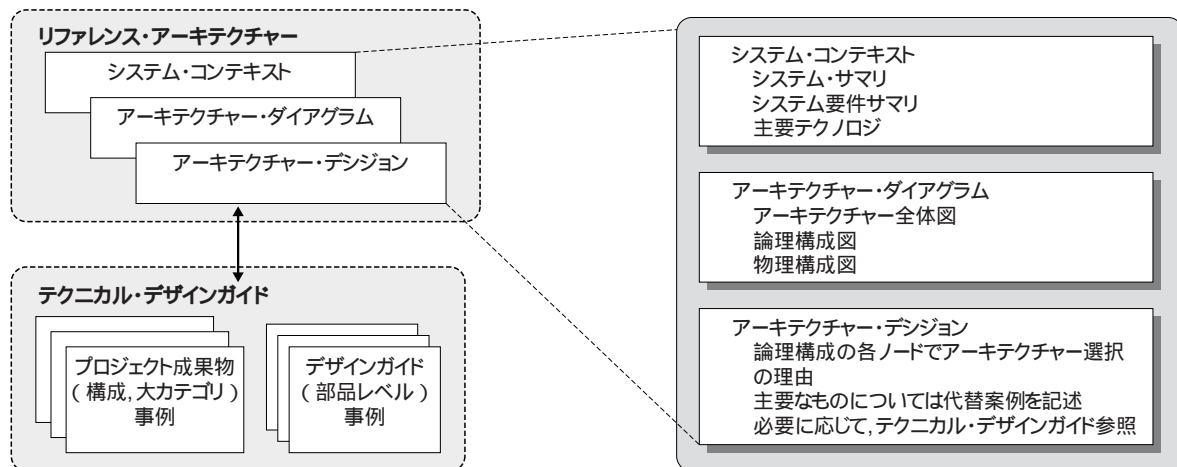 リファレンス・アーキテクチャー
システム・コンテキスト
アーキテクチャー・ダイアグラム
アーキテクチャー・デシジョン
テクニカル・デザインガイド
プロジェクト成果物
(構成,大カテゴリ)
事例
デザインガイド
(部品レベル)
事例
システム・コンテキスト
システム・サマリ
システム要件サマリ
主要テクノロジ
アーキテクチャー・ダイアグラム
アーキテクチャー全体図
論理構成図
物理構成図
アーキテクチャー・デシジョン
論理構成の各ノードでアーキテクチャー選択
の理由
主要なものについては代替案例を記述
必要に応じて,テクニカル・デザインガイド参照